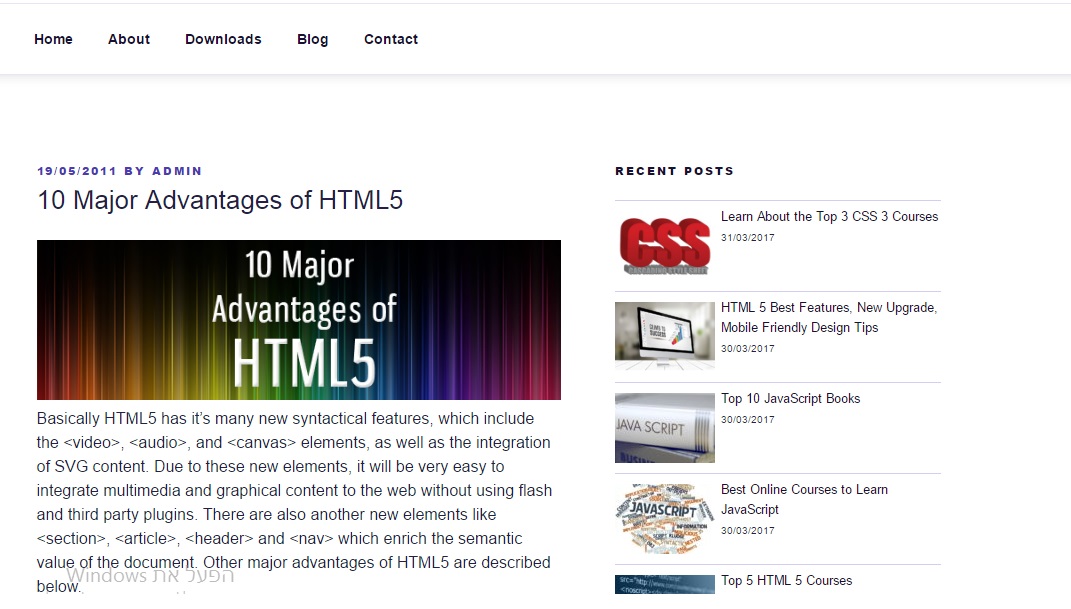 Home About Downloads Blog Contact
19/05/2011 BY ADMIN
10 Major Advantages of HTML5
10 Major
Advantages of
HTML5
Basically HTML5 has it’s many new syntactical features, which include
the <video>, <audio>, and <canvas> elements, as well as the integration
of SVG content. Due to these new elements, it will be very easy to
integrate multimedia and graphical content to the web without using flash
and third party plugins. There are also another new elements like
<section>, <article>, <header> and <nav> which enrich the semantic
value of the document. Other major advantages of HTML5 are described
below.
הפעל את Windows
RECENT POSTS
CSS
CASCADING STYLE SHEET
Learn About the Top 3 CSS 3 Courses
31/03/2017
HTML 5 Best Features, New Upgrade,
Mobile Friendly Design Tips
30/03/2017
JAVA SCRIPT
Top 10 JavaScript Books
30/03/2017
JAVASCRIPT
INFORMATION
Best Online Courses to Learn
JavaScript
30/03/2017
Top 5 HTML 5 Courses